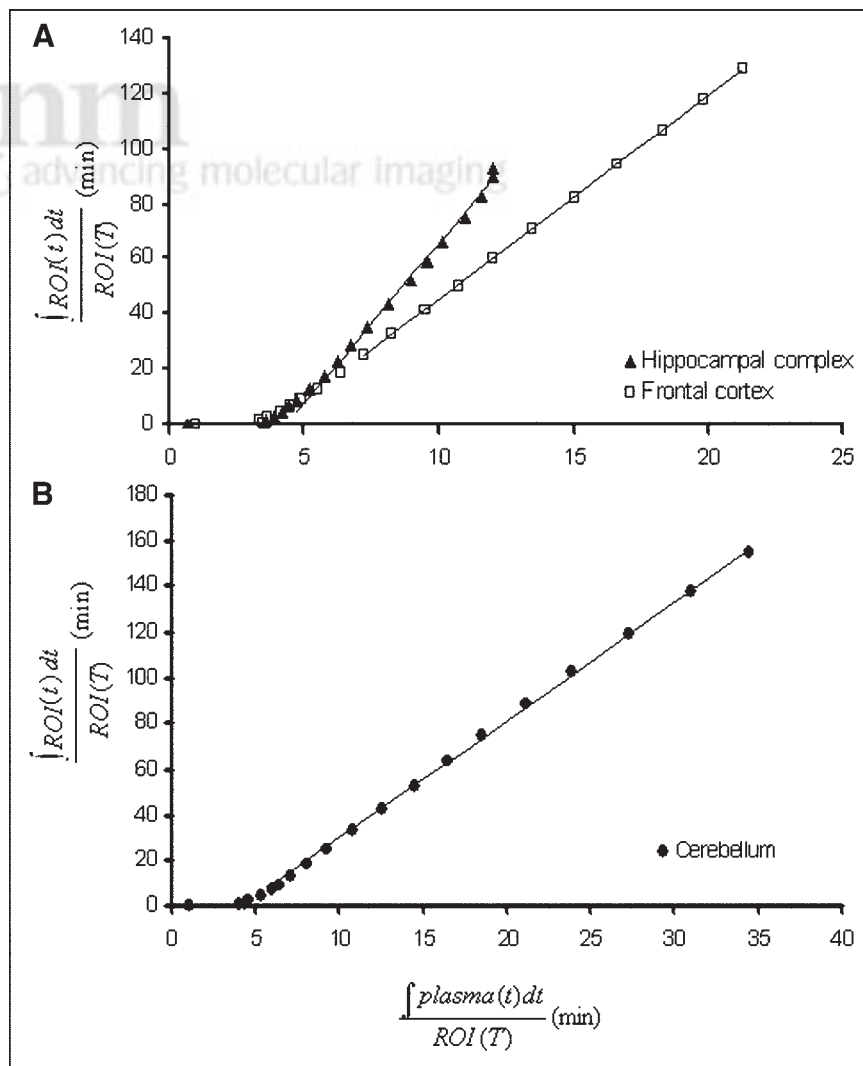 A
140
120
100
80
60
40
20
0
∫ROI(t)dt
ROI(T)
(min)
nm
advancing molecular imaging
▲ Hippocampal complex
□ Frontal cortex
0 5 10 15 20 25
B
180
160
140
120
100
80
60
40
20
0
∫ROI(t)dt
ROI(T)
(min)
● Cerebellum
0 5 10 15 20 25 30 35 40
∫plasma(t)dt
ROI(T)
(min)